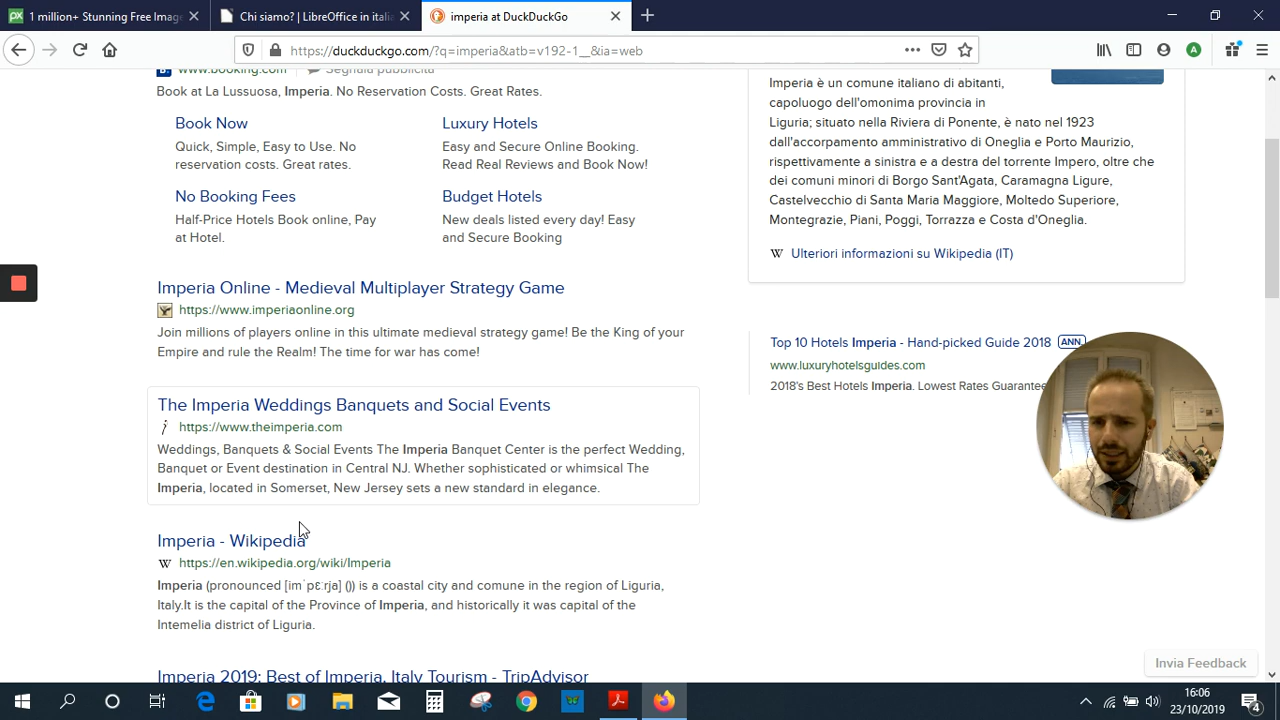 1 million+ Stunning Free Imag
Chi siamo? | LibreOffice in itali
imperia at DuckDuckGo
https://duckduckgo.com/?q=imperia&atb=v192-1__&ia=web
www.booking.com Segnala pubblicità
Book at La Lussuosa, Imperia. No Reservation Costs. Great Rates.
Book Now
Quick, Simple, Easy to Use. No
reservation costs. Great rates.
Luxury Hotels
Easy and Secure Online Booking.
Read Real Reviews and Book Now!
No Booking Fees
Half-Price Hotels Book online, Pay
at Hotel.
Budget Hotels
New deals listed every day! Easy
and Secure Booking
Imperia Online - Medieval Multiplayer Strategy Game
https://www.imperiaonline.org
Join millions of players online in this ultimate medieval strategy game! Be the King of your
Empire and rule the Realm! The time for war has come!
The Imperia Weddings Banquets and Social Events
https://www.theimperia.com
Weddings, Banquets & Social Events The Imperia Banquet Center is the perfect Wedding,
Banquet or Event destination in Central NJ. Whether sophisticated or whimsical The
Imperia, located in Somerset, New Jersey sets a new standard in elegance.
Imperia - Wikipedia
https://en.wikipedia.org/wiki/Imperia
Imperia (pronounced [imˈpɛːrja] ()) is a coastal city and comune in the region of Liguria,
Italy.It is the capital of the Province of Imperia, and historically it was capital of the
Intemelia district of Liguria.
Imperia 2019: Best of Imperia, Italy Tourism - TripAdvisor
Imperia è un comune italiano di abitanti,
capoluogo dell'omonima provincia in
Liguria; situato nella Riviera di Ponente, è nato nel 1923
dall'accorpamento amministrativo di Oneglia e Porto Maurizio,
rispettivamente a sinistra e a destra del torrente Impero, oltre che
dei comuni minori di Borgo Sant'Agata, Caramagna Ligure,
Castelvecchio di Santa Maria Maggiore, Moltedo Superiore,
Montegrazie, Piani, Poggi, Torrazza e Costa d'Oneglia.
W Ulteriori informazioni su Wikipedia (IT)
Top 10 Hotels Imperia - Hand-picked Guide 2018 ANN.
www.luxuryhotelsguides.com
2018's Best Hotels Imperia. Lowest Rates Guarantee
Invia Feedback
16:06
23/10/2019
4